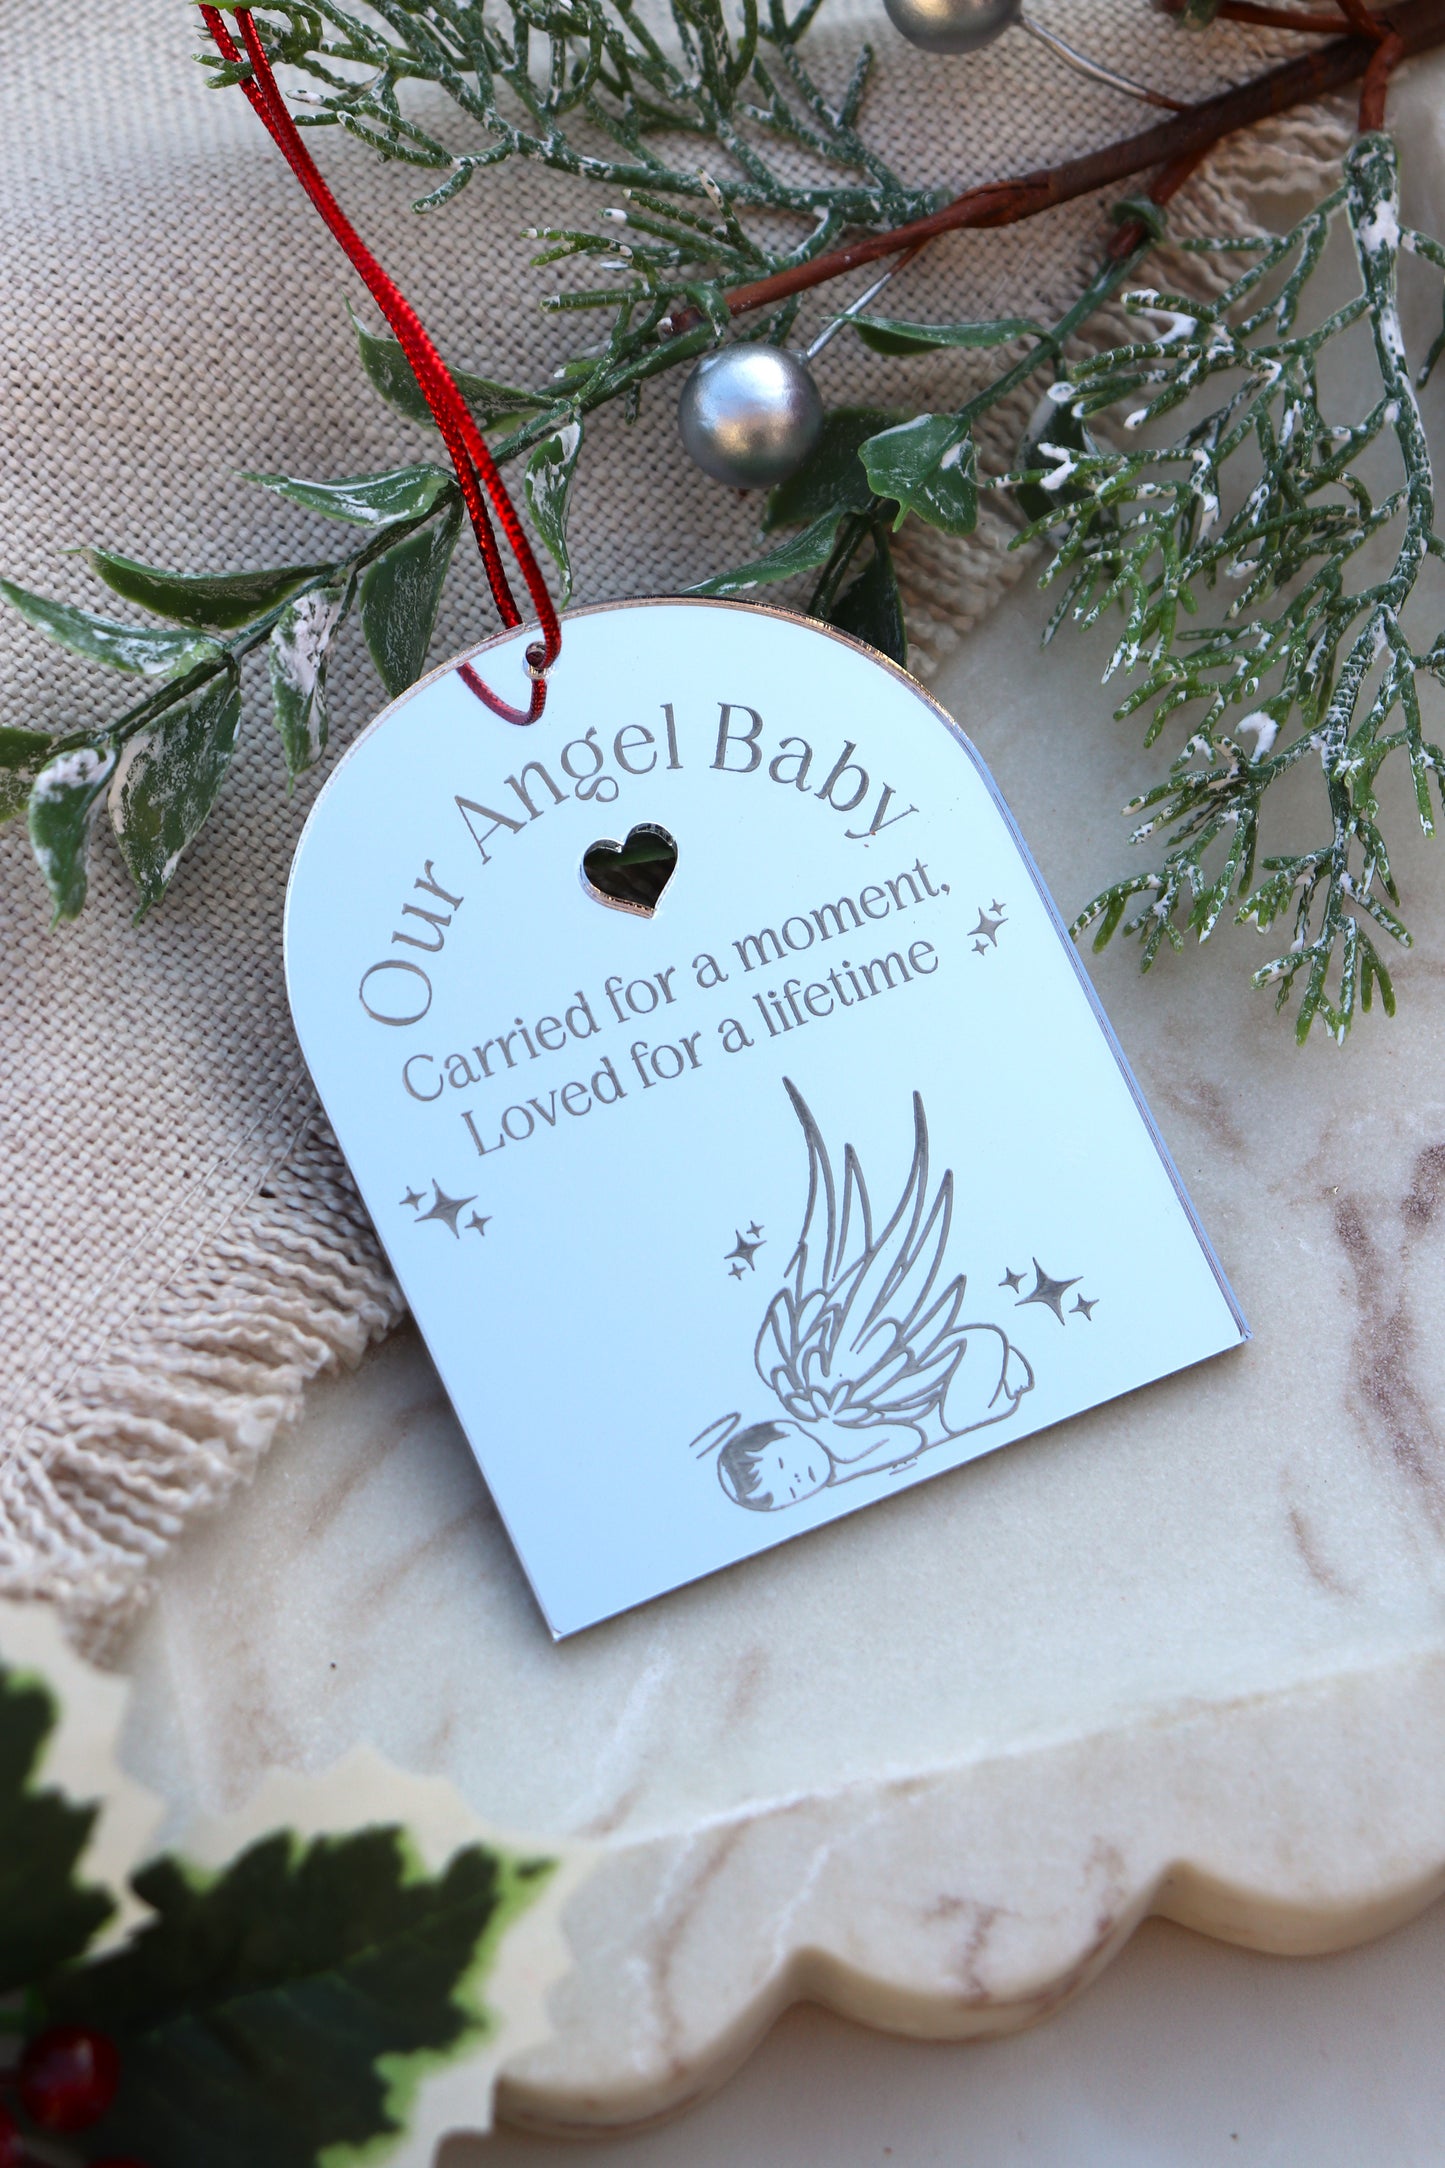 Our Angel Baby
Carried for a moment,
Loved for a lifetime